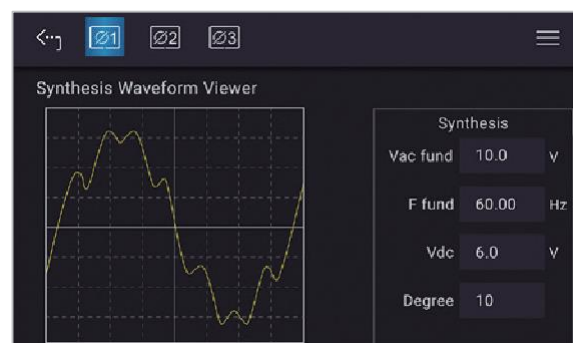 Ø1 Ø2 Ø3
Synthesis Waveform Viewer
Synthesis
Vac fund 10.0 V
F fund 60.00 Hz
Vdc 6.0 V
Degree 10